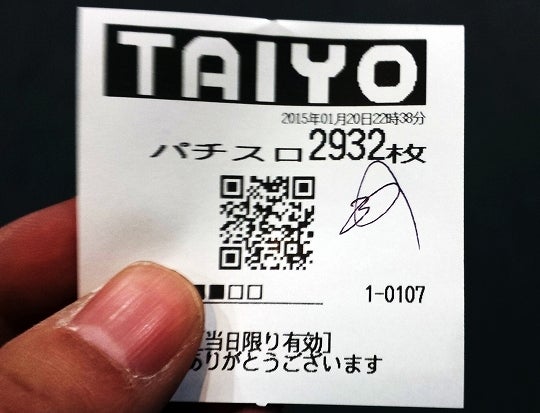 TAIYO
2015年01月20日22時38分
パチスロ2932枚
1-0107
当日限り有効]
ありがとうございます